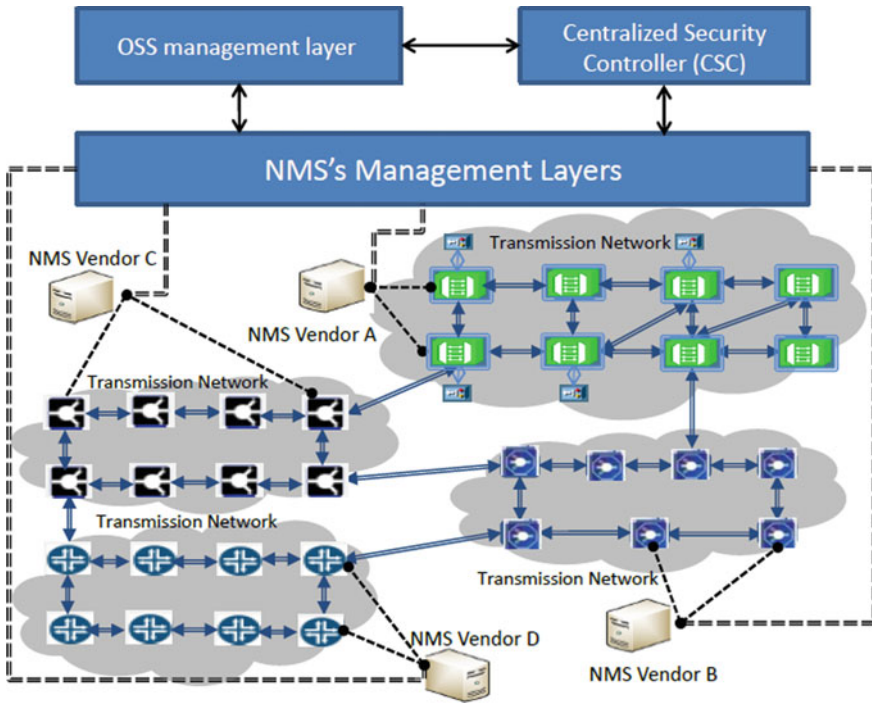 OSS management layer
Centralized Security
Controller (CSC)
NMS's Management Layers
NMS Vendor C
Transmission Network
NMS Vendor A
Transmission Network
Transmission Network
Transmission Network
NMS Vendor D
NMS Vendor B